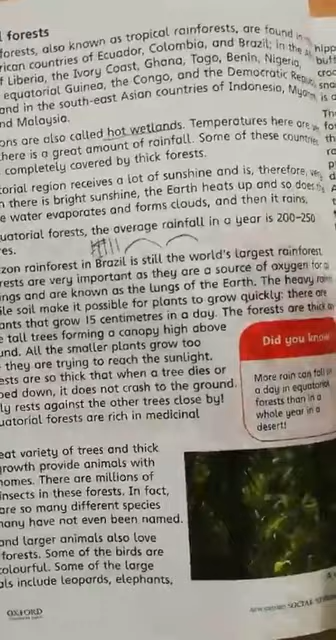 l forests
forests, also known as tropical rainforests, are found in
rican countries of Ecuador, Colombia, and Brazil; in the
f Liberia, the Ivory Coast, Ghana, Togo, Benin, Nigeria,
equatorial Guinea, the Congo, and the Democratic
and in the south-east Asian countries of Indonesia,
nd Malaysia.
ons are also called hot wetlands. Temperatures here are
here is a great amount of rainfall. Some of these countries
completely covered by thick forests.
torial region receives a lot of sunshine and is, therefore,
n there is bright sunshine, the Earth heats up and so does
e water evaporates and forms clouds, and then it rains.
uatorial forests, the average rainfall in a year is 200–250
res.
zon rainforest in Brazil is still the world's largest rainforest
rests are very important as they are a source of oxygen for
ings and are known as the lungs of the Earth. The heavy
ile soil make it possible for plants to grow quickly: there are
ants that grow 15 centimetres in a day. The forests are thick
e tall trees forming a canopy high above
und. All the smaller plants grow too
they are trying to reach the sunlight.
ests are so thick that when a tree dies or
ped down, it does not crash to the ground.
ly rests against the other trees close by!
uatorial forests are rich in medicinal
Did you know
More rain can fall in
a day in equatorial
forests than in a
whole year in a
desert!
eat variety of trees and thick
growth provide animals with
homes. There are millions of
insects in these forests. In fact,
are so many different species
many have not even been named.
and larger animals also love
forests. Some of the birds are
colourful. Some of the large
als include leopards, elephants,
OXFORD